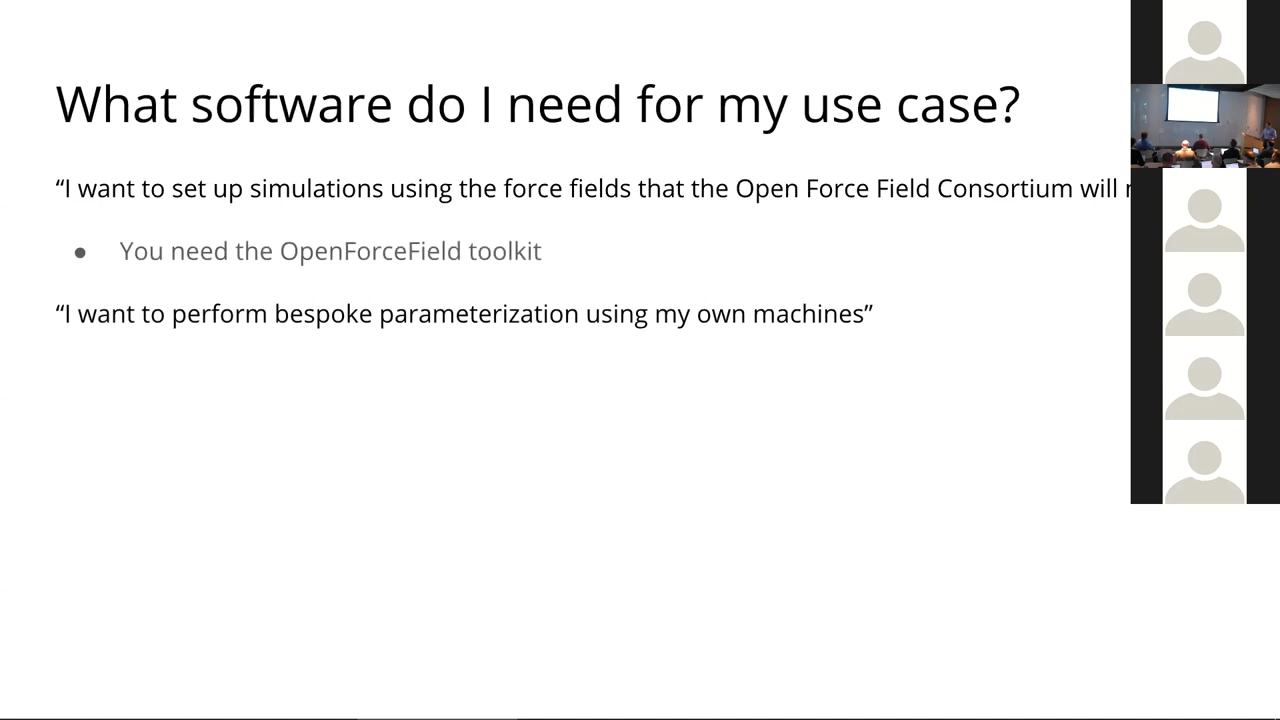 What software do I need for my use case?
“I want to set up simulations using the force fields that the Open Force Field Consortium will
● You need the OpenForceField toolkit
“I want to perform bespoke parameterization using my own machines”